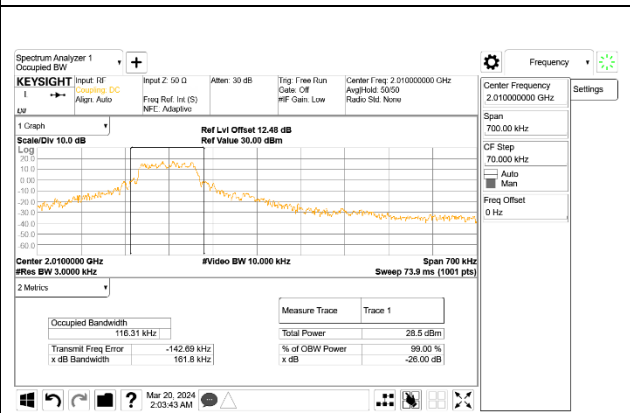 Spectrum Analyzer 1
Occupied BW
Frequency
KEYSIGHT Input: RF Input Z: 50 Ω Atten: 30 dB Trig: Free Run Center Freq: 2.010000000 GHz
Coupling: DC Gate: Off Avg|Hold: 50/50
Align: Auto Freq Ref: Int (S) #IF Gain: Low Radio Std: None
NFE: Adaptive
Center Frequency
2.010000000 GHz
Settings
Span
700.00 kHz
CF Step
70.000 kHz
Auto
Man
Freq Offset
0 Hz
1 Graph
Ref Lvl Offset 12.48 dB
Scale/Div 10.0 dB Ref Value 30.00 dBm
Log
20.0
10.0
0.00
-10.0
-20.0
-30.0
-40.0
-50.0
-60.0
Center 2.0100000 GHz #Video BW 10.000 kHz Span 700 kHz
#Res BW 3.0000 kHz Sweep 73.9 ms (1001 pts)
2 Metrics
Measure Trace Trace 1
Occupied Bandwidth
116.31 kHz
Total Power 28.5 dBm
Transmit Freq Error -142.69 kHz
% of OBW Power 99.00 %
x dB Bandwidth 161.8 kHz
x dB -26.00 dB
Mar 20, 2024
2:03:43 AM